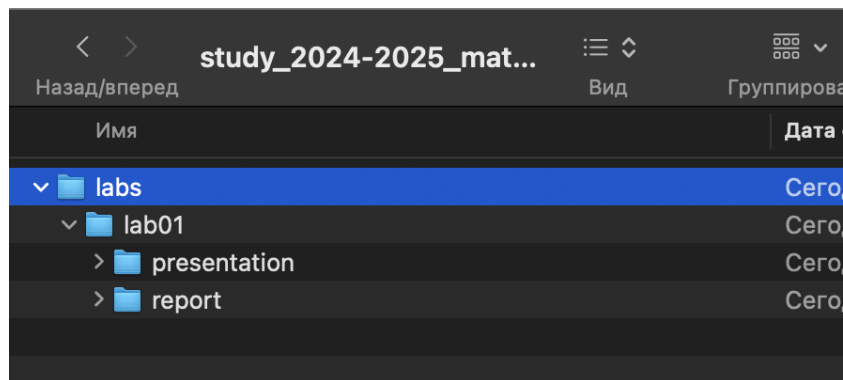 study_2024-2025_mat...
Назад/вперед
Вид
Группирова
Имя
Дата
labs
Сего
lab01
Сего
presentation
Сего
report
Сего